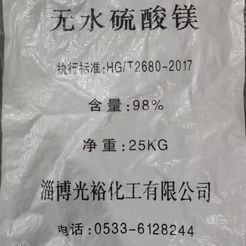 无水硫酸镁
执行标准:HG/T2680-2017
含量:98%
净重:25KG
淄博光裕化工有限公司
电话:0533-6128244